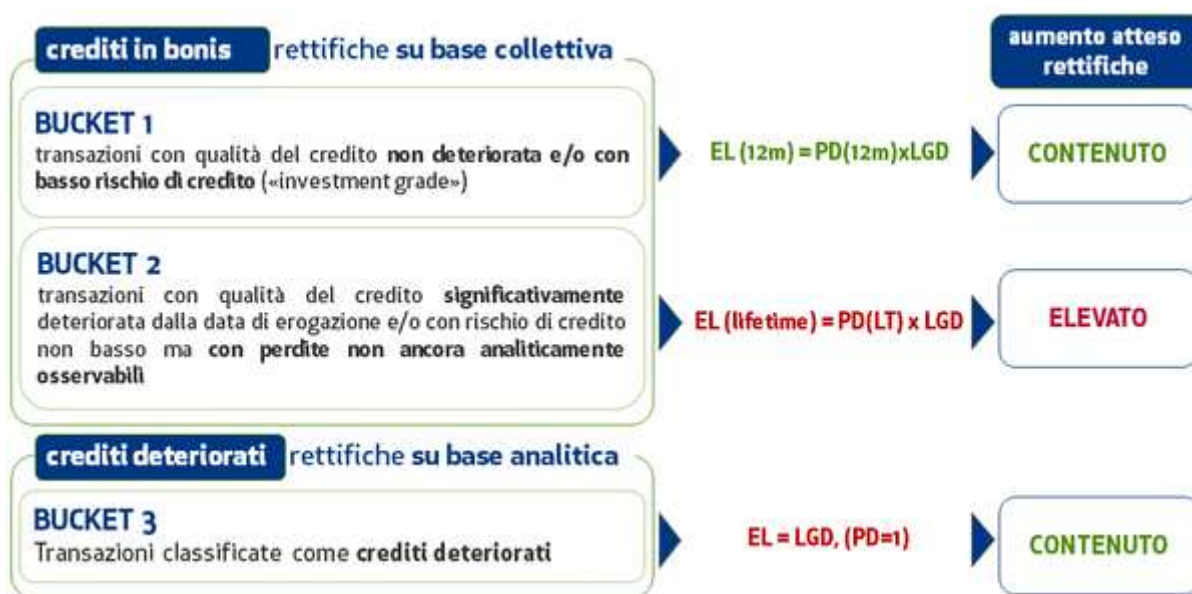 crediti in bonis rettifiche su base collettiva
aumento atteso
rettifiche
BUCKET 1
transazioni con qualità del credito non deteriorata e/o con
basso rischio di credito («investment grade»)
EL (12m) = PD(12m)xLGD
CONTENUTO
BUCKET 2
transazioni con qualità del credito significativamente
deteriorata dalla data di erogazione e/o con rischio di credito
non basso ma con perdite non ancora analiticamente
osservabili
EL (lifetime) = PD(LT) x LGD
ELEVATO
crediti deteriorati rettifiche su base analitica
BUCKET 3
Transazioni classificate come crediti deteriorati
EL = LGD, (PD=1)
CONTENUTO